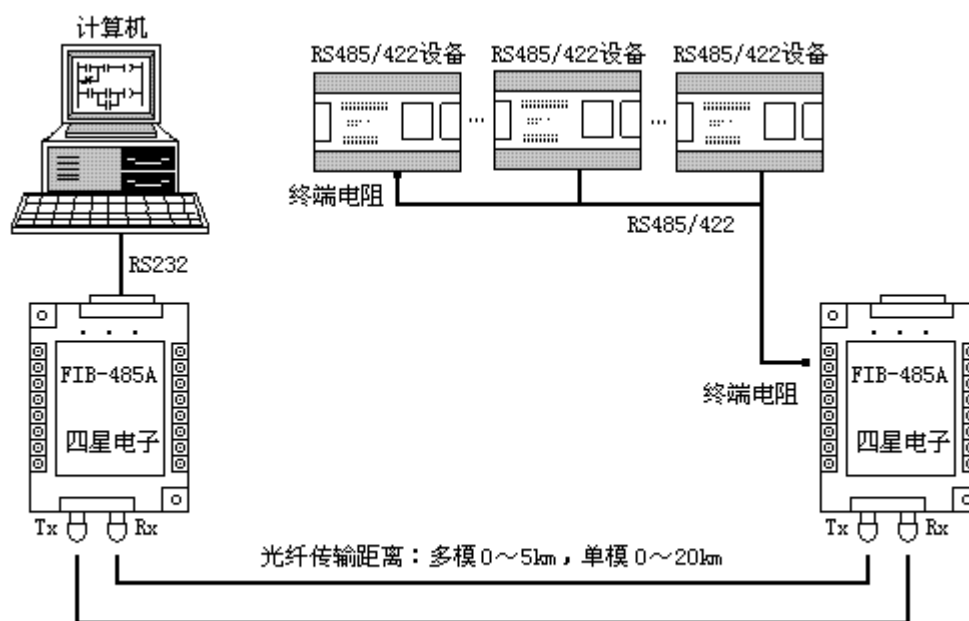 计算机
RS485/422设备
RS485/422设备
RS485/422设备
...
...
终端电阻
RS485/422
RS232
FIB-485A
四星电子
终端电阻
FIB-485A
四星电子
Tx
Rx
Tx
Rx
光纤传输距离：多模0～5km，单模0～20km